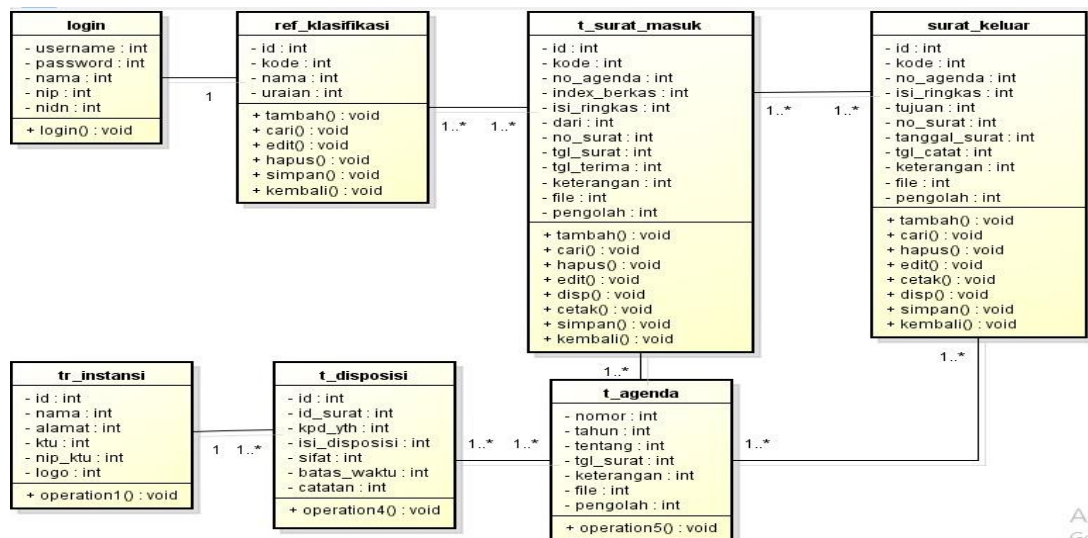 login
- username : int
- password : int
- nama : int
- nip : int
- nidn : int
+ login() : void
1
ref_klasifikasi
- id : int
- kode : int
- nama : int
- uraian : int
+ tambah() : void
+ cari() : void
+ edit() : void
+ hapus() : void
+ simpan() : void
+ kembali() : void
1..* 1..*
t_surat_masuk
- id : int
- kode : int
- no_agenda : int
- index_berkas : int
- isi_ringkas : int
- dari : int
- no_surat : int
- tgl_surat : int
- tgl_terima : int
- keterangan : int
- file : int
- pengolah : int
+ tambah() : void
+ cari() : void
+ hapus() : void
+ edit() : void
+ disp() : void
+ cetak() : void
+ simpan() : void
+ kembali() : void
1..* 1..*
surat_keluar
- id : int
- kode : int
- no_agenda : int
- isi_ringkas : int
- tujuan : int
- no_surat : int
- tanggal_surat : int
- tgl_catat : int
- keterangan : int
- file : int
- pengolah : int
+ tambah() : void
+ cari() : void
+ hapus() : void
+ edit() : void
+ cetak() : void
+ disp() : void
+ simpan() : void
+ kembali() : void
1..*
1..*
tr_instansi
- id : int
- nama : int
- alamat : int
- ktu : int
- nip_ktu : int
- logo : int
+ operation1() : void
1 1..*
t_disposisi
- id : int
- id_surat : int
- kpd_yth : int
- isi_disposisi : int
- sifat : int
- batas_waktu : int
- catatan : int
+ operation4() : void
1..* 1..*
t_agenda
- nomor : int
- tahun : int
- tentang : int
- tgl_surat : int
- keterangan : int
- file : int
- pengolah : int
+ operation5() : void
1..*